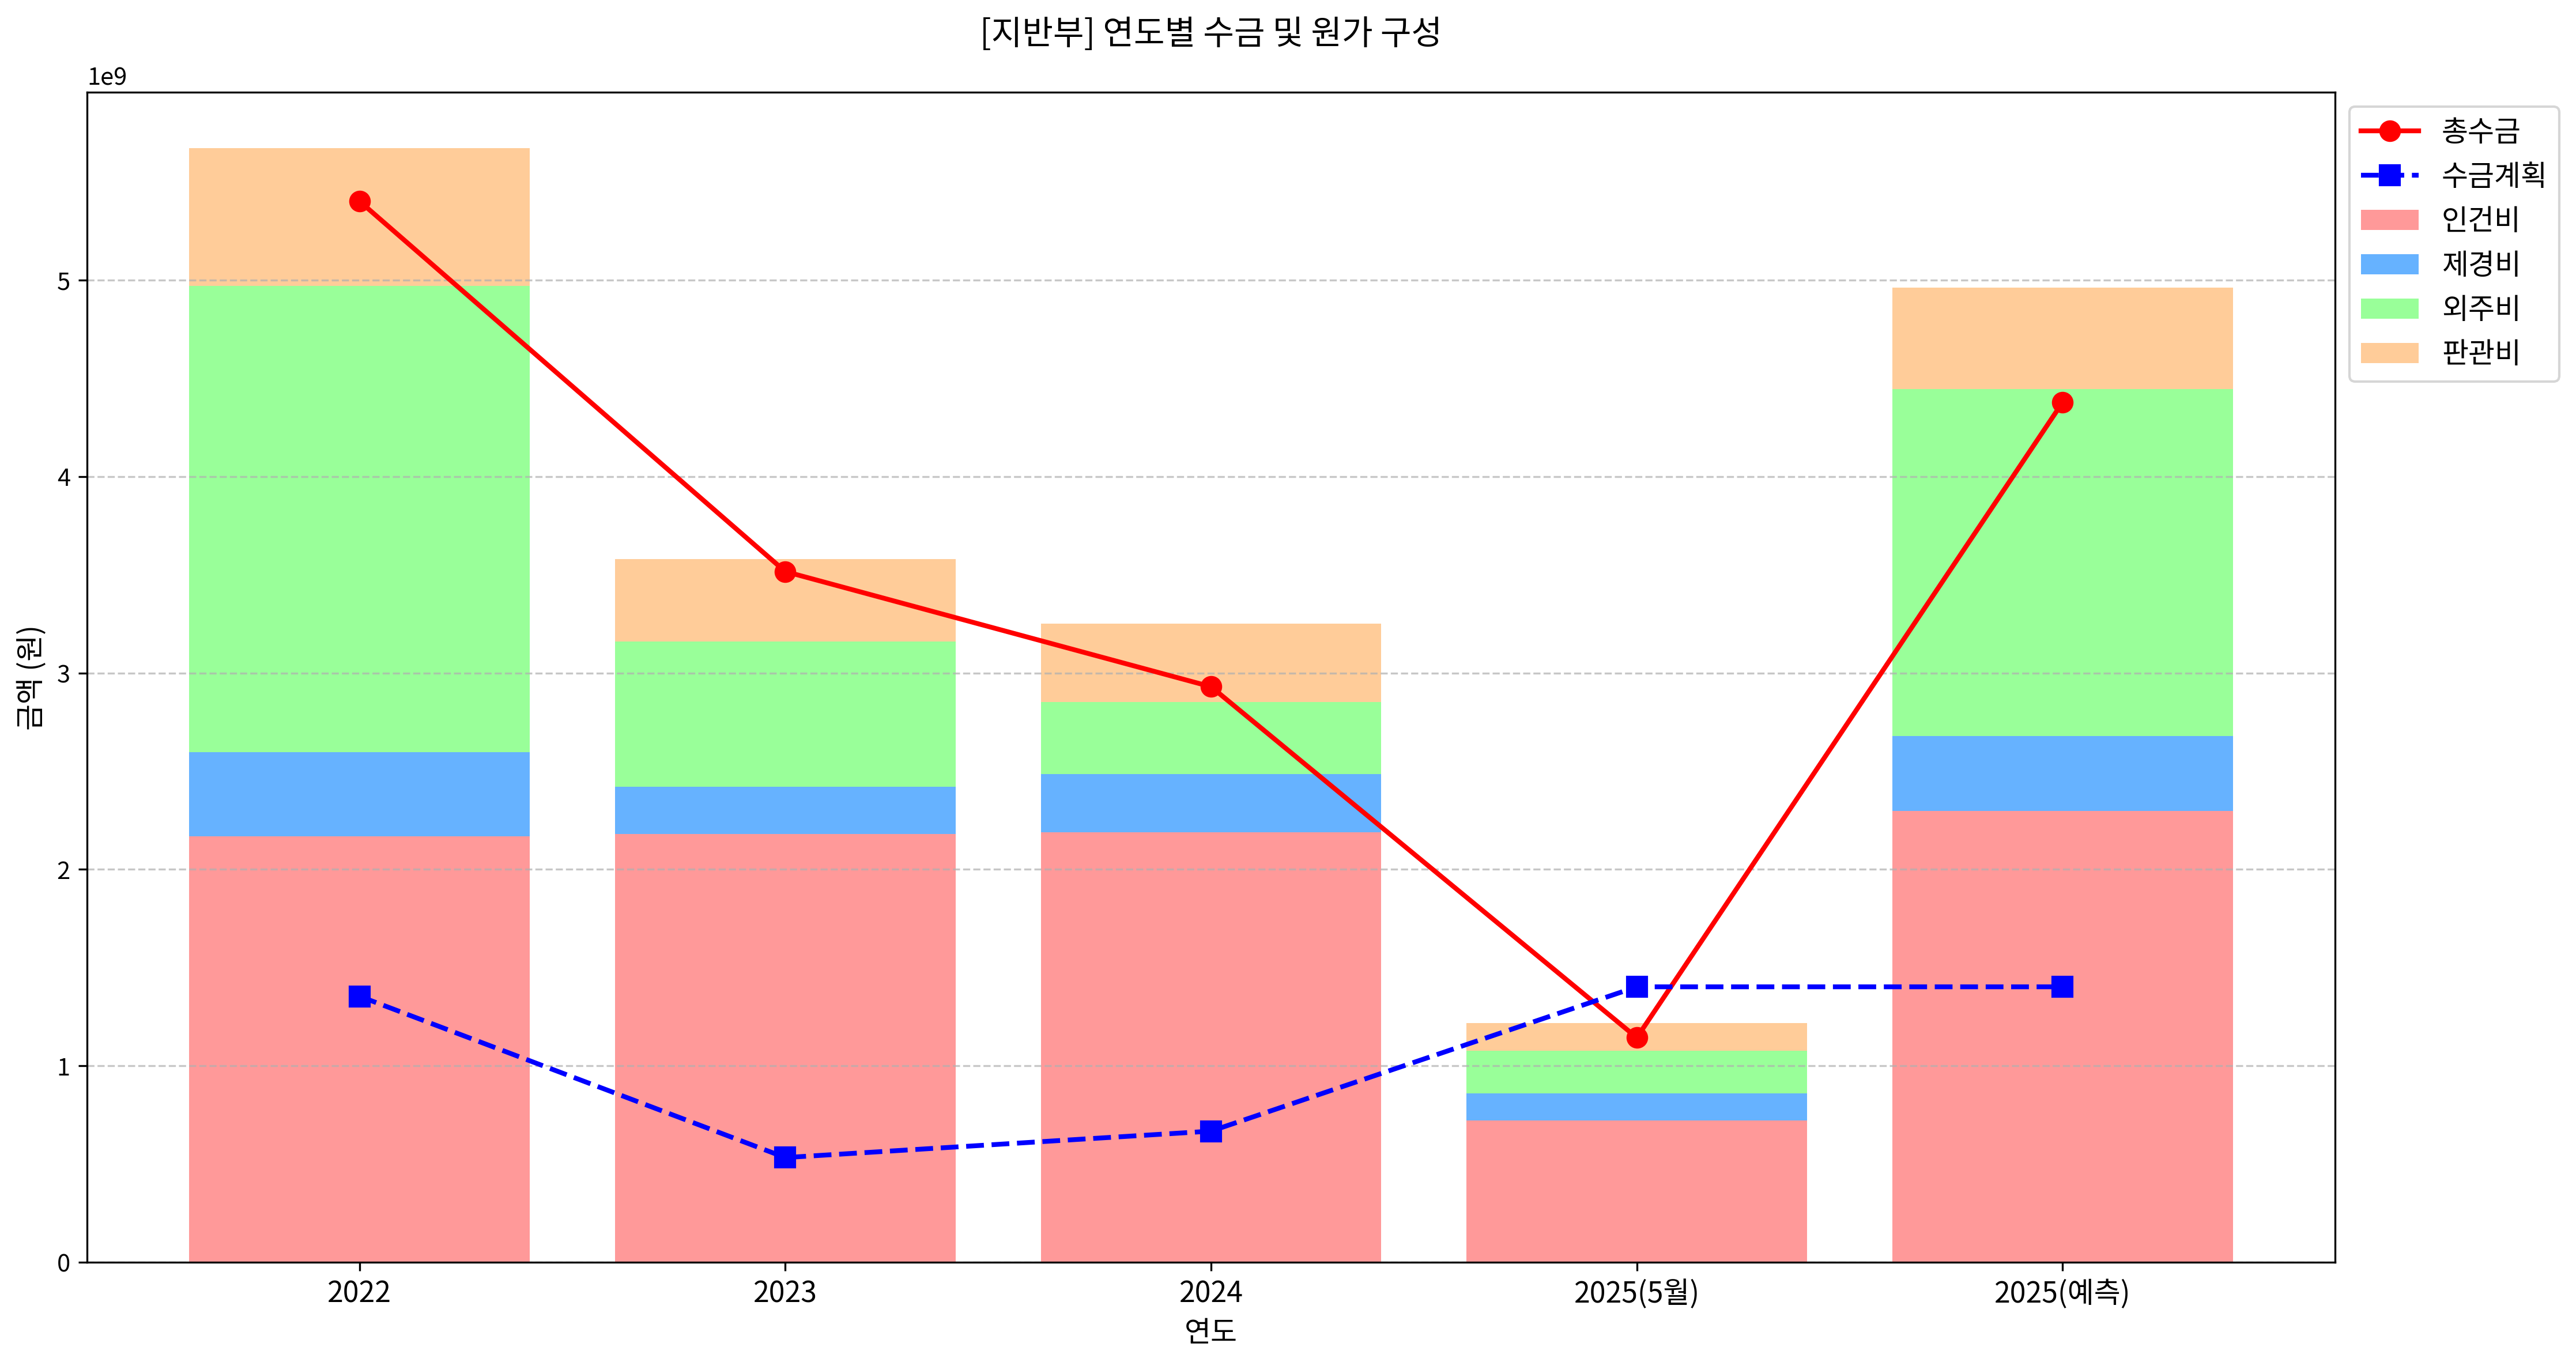 [지반부] 연도별 수금 및 원가 구성
1e9
총수금
수금계획
인건비
제경비
외주비
판관비
금액 (원)
5
4
3
2
1
0
2022
2023
2024
2025(5월)
2025(예측)
연도